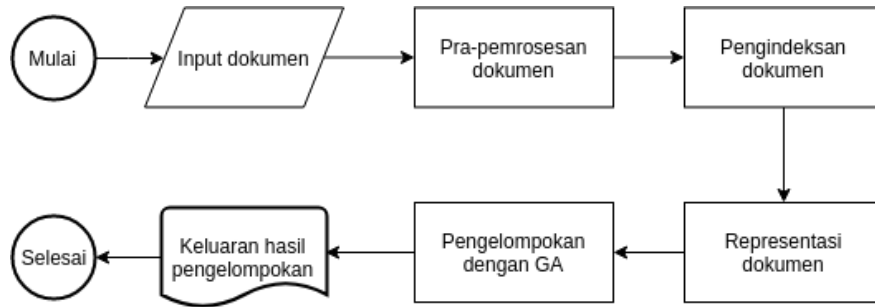 Mulai
Input dokumen
Pra-pemrosesan
dokumen
Pengindeksan
dokumen
Representasi
dokumen
Pengelompokan
dengan GA
Keluaran hasil
pengelompokan
Selesai